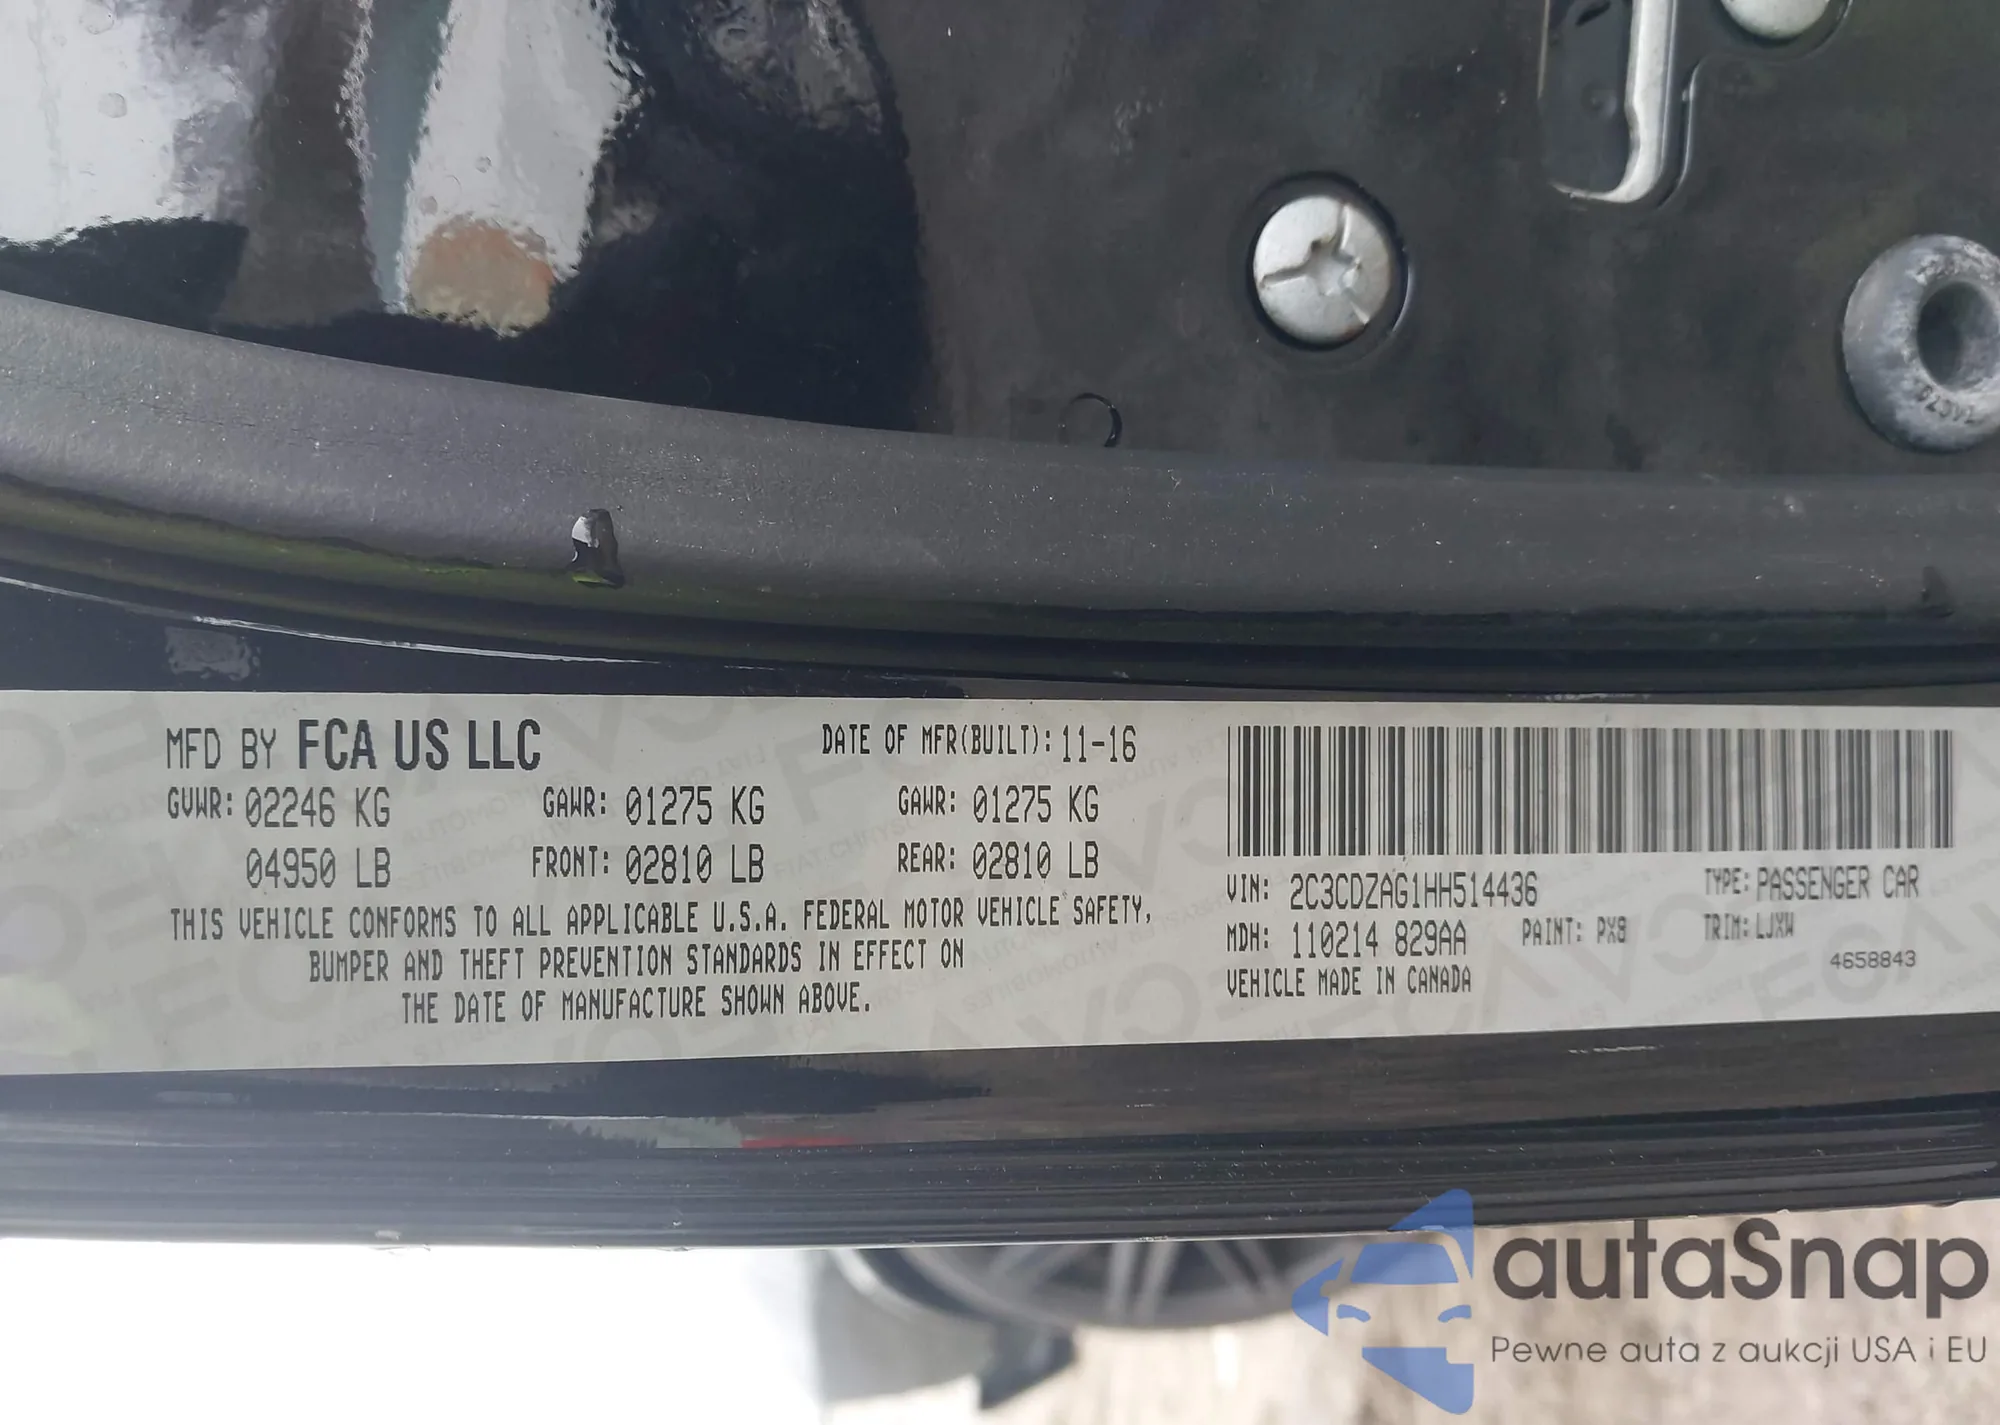 MFD BY FCA US LLC
DATE OF MFR(BUILT): 11-16
GVWR: 02246 KG GAWR: 01275 KG GAWR: 01275 KG
04950 LB FRONT: 02810 LB REAR: 02810 LB
THIS VEHICLE CONFORMS TO ALL APPLICABLE U.S.A. FEDERAL MOTOR VEHICLE SAFETY,
BUMPER AND THEFT PREVENTION STANDARDS IN EFFECT ON
THE DATE OF MANUFACTURE SHOWN ABOVE.
VIN: 2C3CDZAG1HH514436 TYPE: PASSENGER CAR
MDH: 110214 829AA PAINT: PX8 TRIM: LJXW
VEHICLE MADE IN CANADA 4658843
autaSnap
Pewne auta z aukcji USA i EU